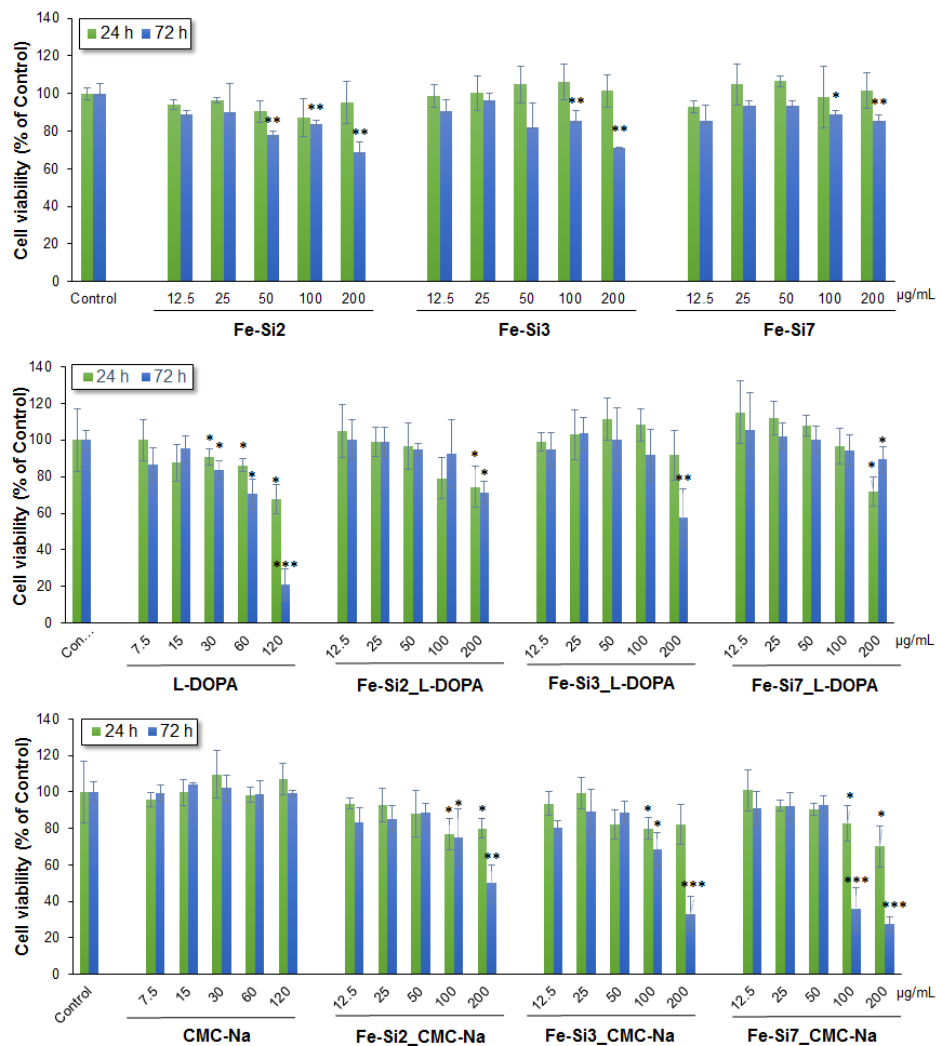 Cell viability (% of Control)
24 h 72 h
140
120
100
80
60
40
20
0
** ** ** ** ** * **
Control 12.5 25 50 100 200 12.5 25 50 100 200 12.5 25 50 100 200 µg/mL
Fe-Si2 Fe-Si3 Fe-Si7
Cell viability (% of Control)
24 h 72 h
140
120
100
80
60
40
20
0
* * * * * *** * * ** * *
Con... 7.5 15 30 60 120 12.5 25 50 100 200 12.5 25 50 100 200 12.5 25 50 100 200 µg/mL
L-DOPA Fe-Si2_L-DOPA Fe-Si3_L-DOPA Fe-Si7_L-DOPA
Cell viability (% of Control)
24 h 72 h
140
120
100
80
60
40
20
0
* * * ** * * *** * *** * ***
Control 7.5 15 30 60 120 12.5 25 50 100 200 12.5 25 50 100 200 12.5 25 50 100 200 µg/mL
CMC-Na Fe-Si2_CMC-Na Fe-Si3_CMC-Na Fe-Si7_CMC-Na